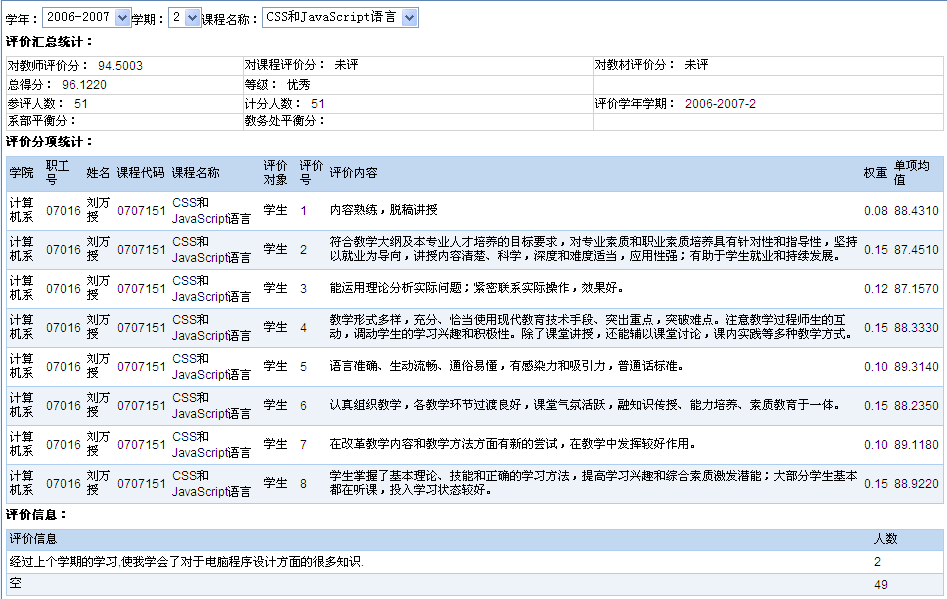 学年： 2006-2007 学期： 2 课程名称： CSS和JavaScript语言
评价汇总统计：
对教师评价分： 94.5003 对课程评价分： 未评 对教材评价分： 未评
总得分： 96.1220 等级： 优秀
参评人数： 51 计分人数： 51 评价学年学期： 2006-2007-2
系部平衡分： 教务处平衡分：
评价分项统计：
学院 职工号 姓名 课程代码 课程名称 评价对象 评价号 评价内容 权重 单项均值
计算机系 07016 刘万授 0707151 CSS和JavaScript语言 学生 1 内容熟练，脱稿讲授 0.08 88.4310
计算机系 07016 刘万授 0707151 CSS和JavaScript语言 学生 2 符合教学大纲及本专业人才培养的目标要求，对专业素质和职业素质培养具有针对性和指导性，坚持以就业为导向，讲授内容清楚、科学，深度和难度适当，应用性强；有助于学生就业和持续发展。 0.15 87.4510
计算机系 07016 刘万授 0707151 CSS和JavaScript语言 学生 3 能运用理论分析实际问题；紧密联系实际操作，效果好。 0.12 87.1570
计算机系 07016 刘万授 0707151 CSS和JavaScript语言 学生 4 教学形式多样，充分、恰当使用现代教育技术手段、突出重点，突破难点。注意教学过程师生的互动，调动学生的学习兴趣和积极性。除了课堂讲授，还能辅以课堂讨论，课内实践等多种教学方式。 0.15 88.3330
计算机系 07016 刘万授 0707151 CSS和JavaScript语言 学生 5 语言准确、生动流畅、通俗易懂，有感染力和吸引力，普通话标准。 0.10 89.3140
计算机系 07016 刘万授 0707151 CSS和JavaScript语言 学生 6 认真组织教学，各教学环节过渡良好，课堂气氛活跃，融知识传授、能力培养、素质教育于一体。 0.15 88.2350
计算机系 07016 刘万授 0707151 CSS和JavaScript语言 学生 7 在改革教学内容和教学方法方面有新的尝试，在教学中发挥较好作用。 0.10 89.1180
计算机系 07016 刘万授 0707151 CSS和JavaScript语言 学生 8 学生掌握了基本理论、技能和正确的学习方法，提高学习兴趣和综合素质激发潜能；大部分学生基本都在听课，投入学习状态较好。 0.15 88.9220
评价信息：
评价信息 人数
经过上个学期的学习,使我学会了对于电脑程序设计方面的很多知识. 2
空 49